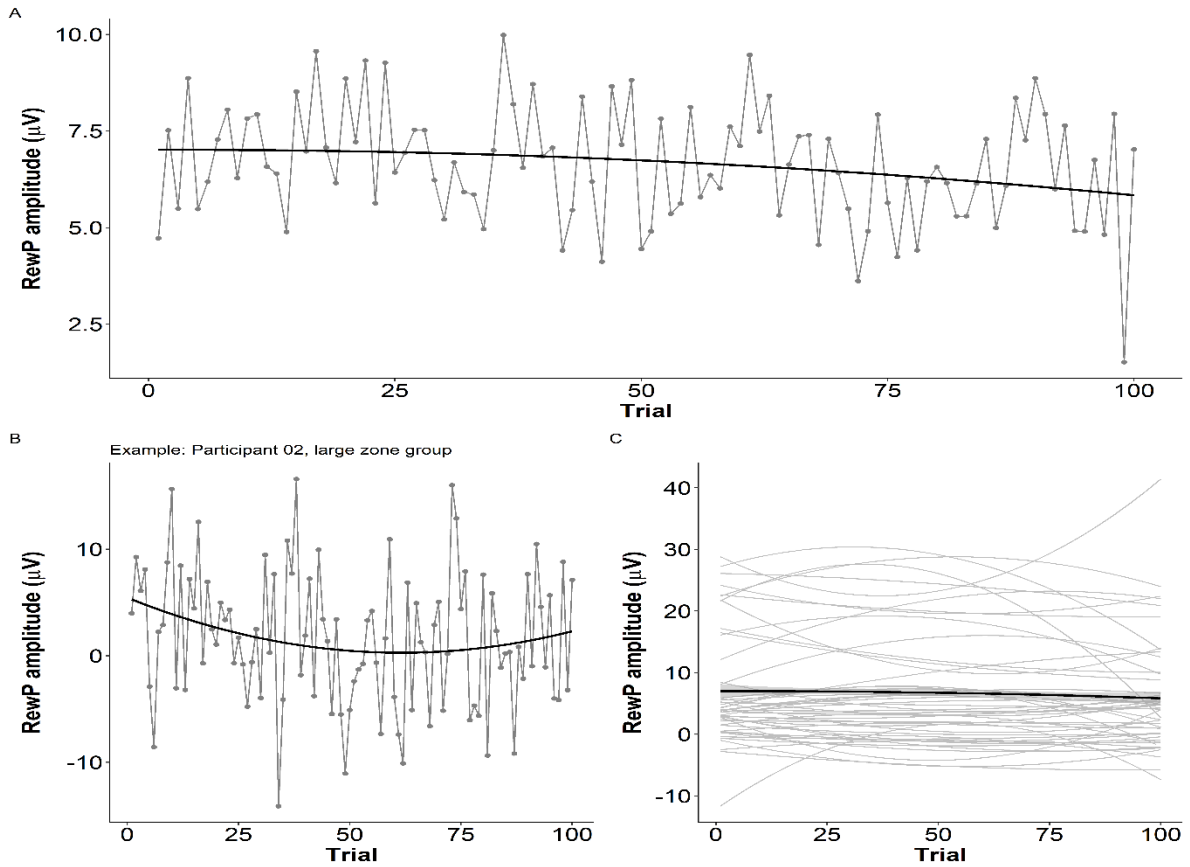 A
RewP amplitude (μV)
10.0
7.5
5.0
2.5
0
25
50
75
100
Trial
B
Example: Participant 02, large zone group
RewP amplitude (μV)
10
0
-10
0
25
50
75
100
Trial
C
RewP amplitude (μV)
40
30
20
10
0
-10
0
25
50
75
100
Trial